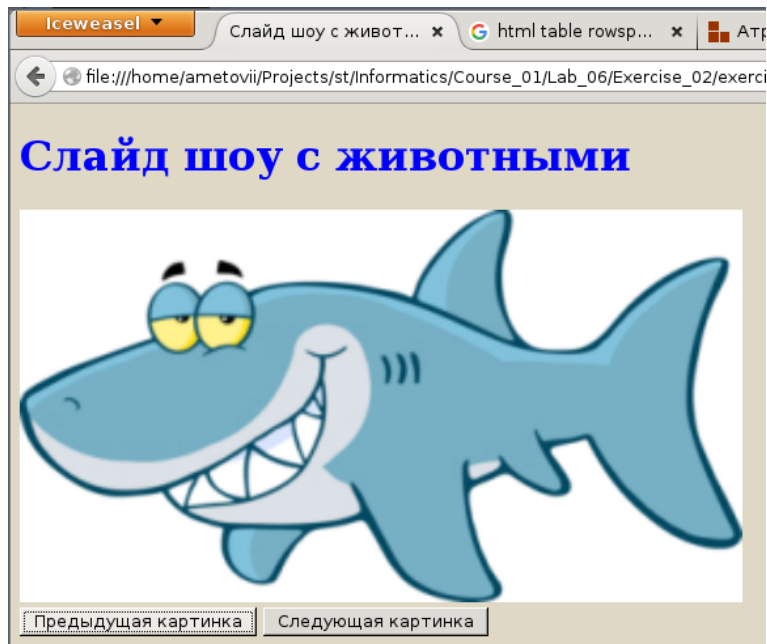 Iceweasel
Слайд шоу с живот... html table rowsp... Атр
file:///home/ametovii/Projects/st/Informatics/Course_01/Lab_06/Exercise_02/exerci
Слайд шоу с животными
Предыдущая картинка Следующая картинка